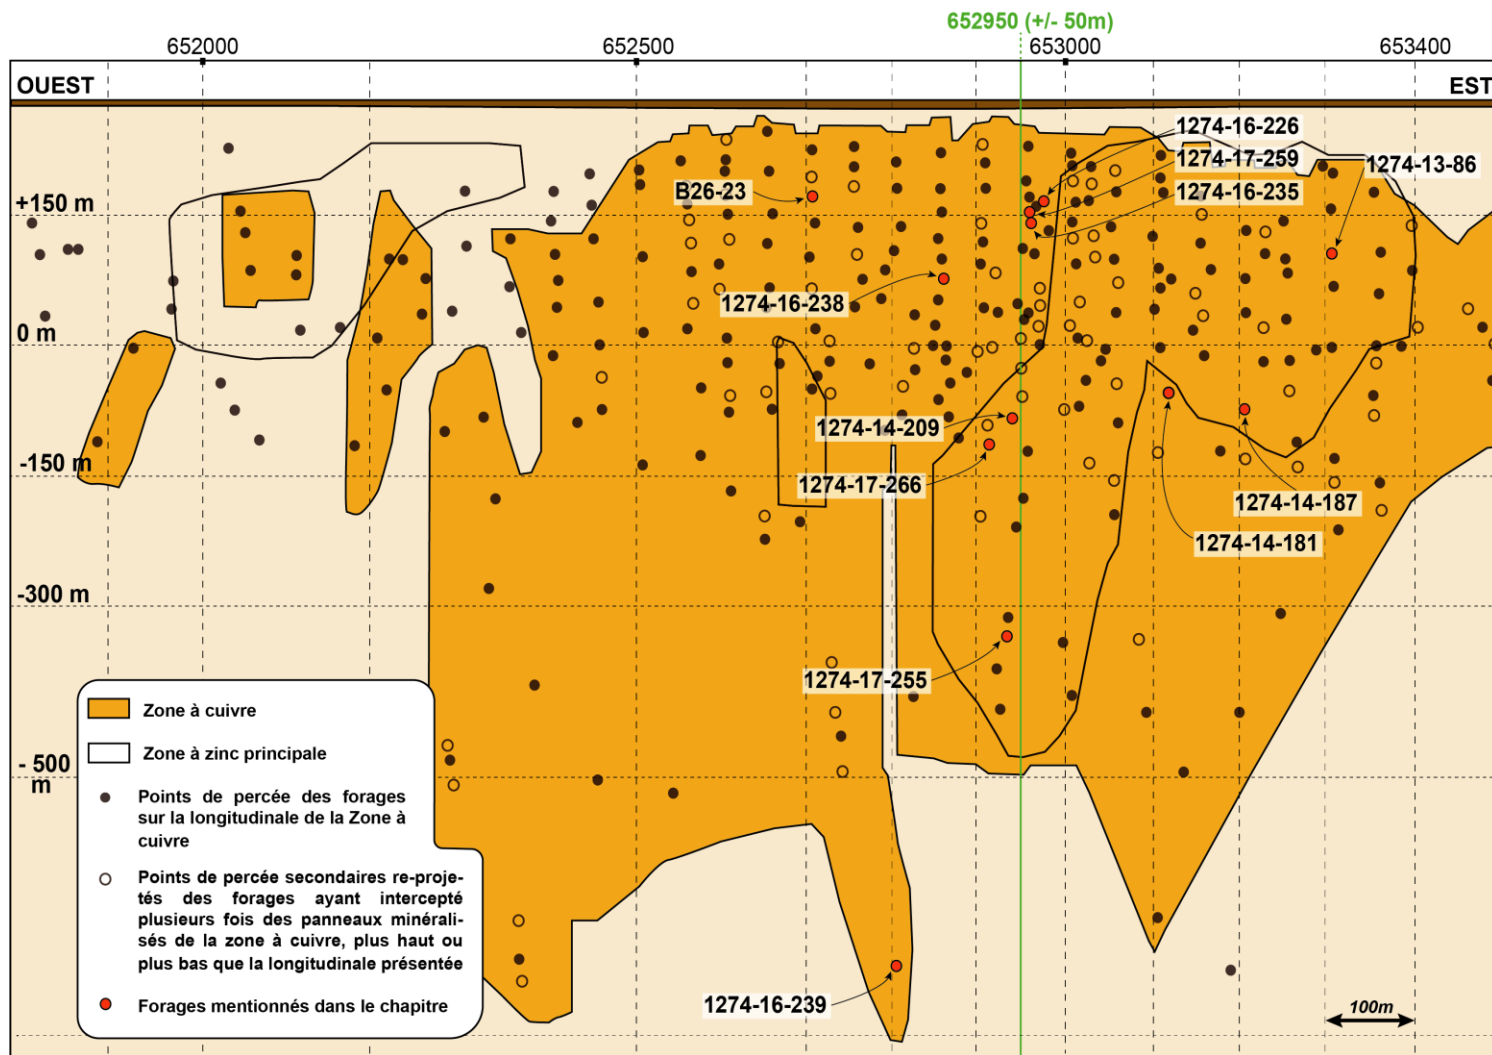 652950 (+/- 50m)
652000
652500
653000
653400
OUEST
EST
1274-16-226
1274-17-259
1274-13-86
B26-23
1274-16-235
+150 m
1274-16-238
0 m
1274-14-209
-150 m
1274-17-266
1274-14-187
1274-14-181
-300 m
1274-17-255
Zone à cuivre
Zone à zinc principale
- 500
m
Points de percée des forages
sur la longitudinale de la Zone à
cuivre
Points de percée secondaires re-proje-
tés des forages ayant intercepté
plusieurs fois des panneaux minérali-
sés de la zone à cuivre, plus haut ou
plus bas que la longitudinale présentée
Forages mentionnés dans le chapitre
1274-16-239
100m